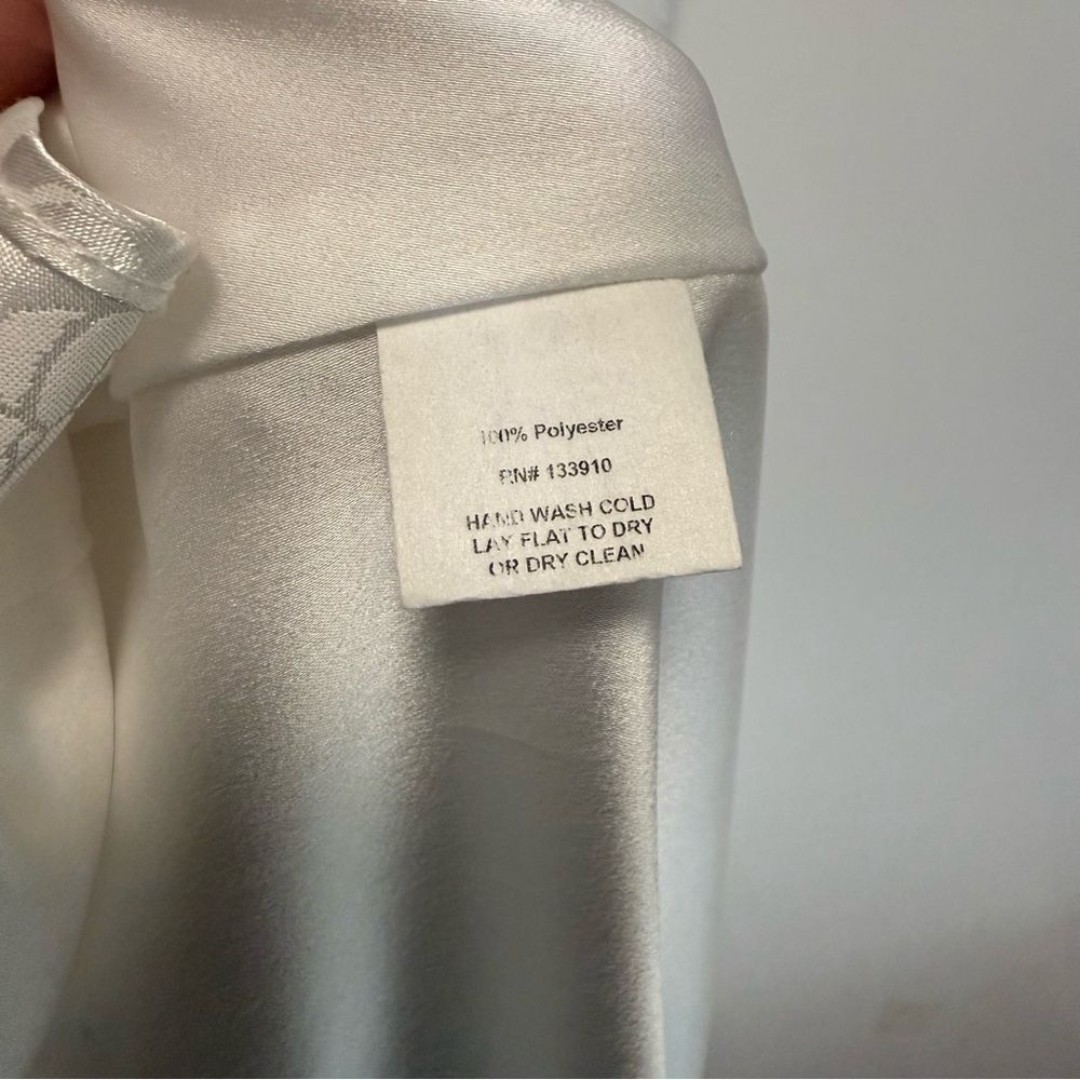 100% Polyester
RN# 133910
HAND WASH COLD
LAY FLAT TO DRY
OR DRY CLEAN